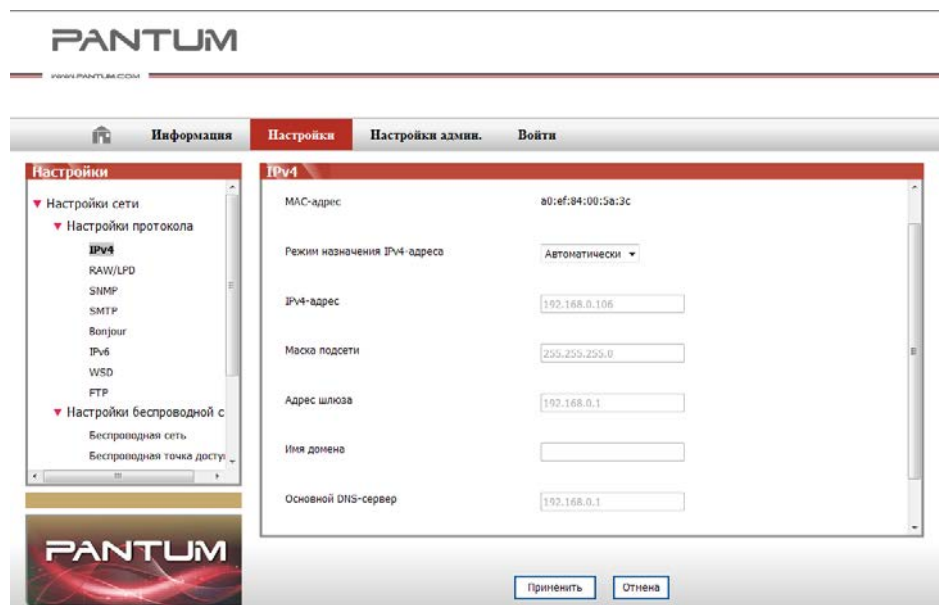 PANTUM
WWW.PANTUM.COM
Информация Настройки Настройки админ. Войти
Настройки
Настройки сети
Настройки протокола
IPv4
RAW/LPD
SNMP
SMTP
Bonjour
IPv6
WSD
FTP
Настройки беспроводной с
Беспроводная сеть
Беспроводная точка досту
PANTUM
IPv4
MAC-адрес a0:ef:84:00:5a:3c
Режим назначения IPv4-адреса Автоматически
IPv4-адрес 192.168.0.106
Маска подсети 255.255.255.0
Адрес шлюза 192.168.0.1
Имя домена
Основной DNS-сервер 192.168.0.1
Применить Отмена